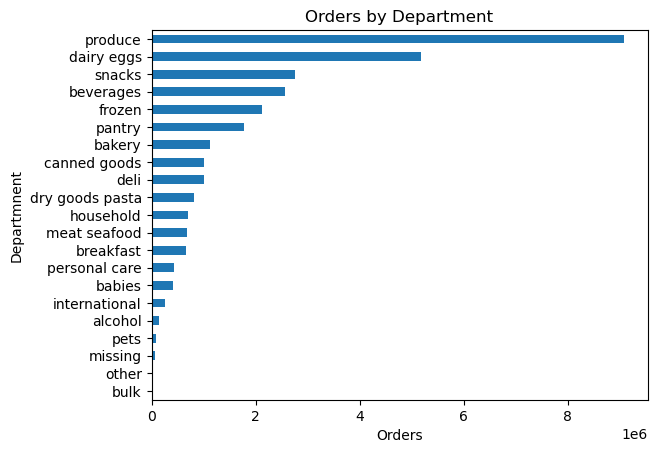 Orders by Department
produce
dairy eggs
snacks
beverages
frozen
pantry
bakery
canned goods
deli
dry goods pasta
household
meat seafood
breakfast
personal care
babies
international
alcohol
pets
missing
other
bulk
Departmnent
0 2 4 6 8
1e6
Orders